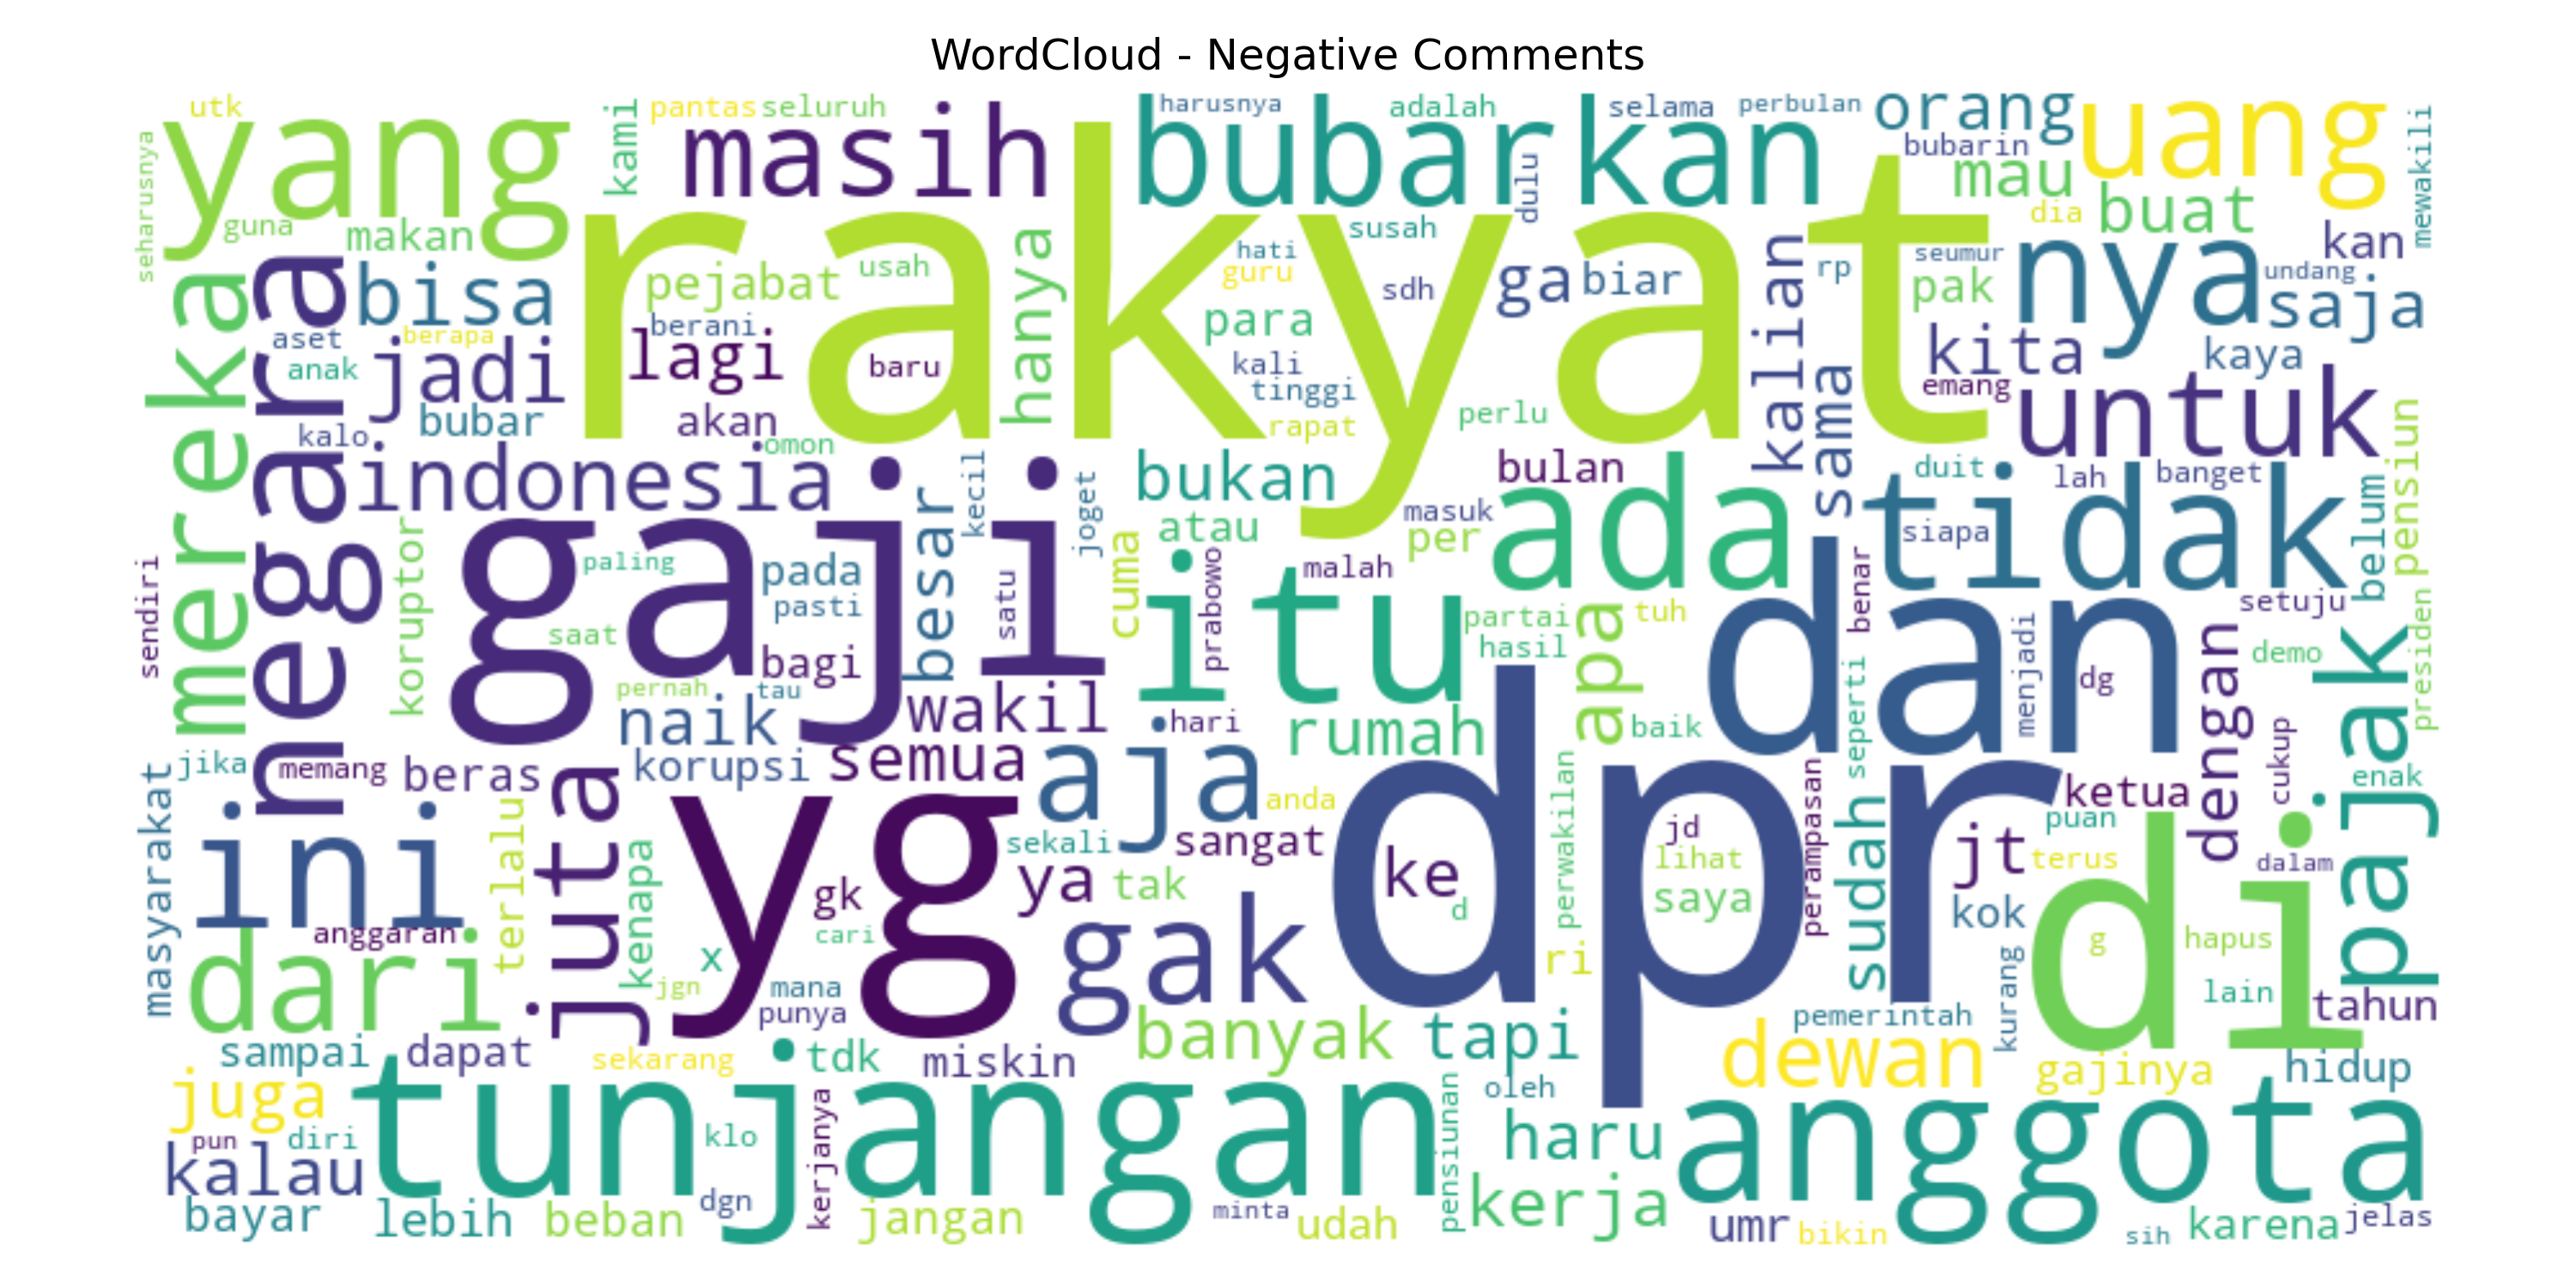 WordCloud - Negative Comments
utk
yang
kami
pantas
seluruh
masih
harusnya
bubarkan
adalah
selama
perbulan
orang
uang
mewakili
seharusnya
guna
makan
rakyat
dulu
bubarin
mau
dia
buat
kan
mereka
negara
bisa
pejabat
usah
hanya
hati
guru
susah
sdh
ga
biar
kalian
rp
seumur
pak
nya
undang
saja
aset
berapa
berani
para
anak
jadi
lagi
baru
kali
tinggi
kita
kaya
emang
untuk
bubar
akan
rapat
perlu
sama
kalo
omon
indonesia
kecil
joget
bukan
bulan
duit
lah
banget
pensiun
belum
koruptor
gaji
besar
atau
masuk
per
ada
tidak
siapa
sendiri
paling
pada
pasti
satu
cuma
itu
prabowo
malah
benar
setuju
saat
bagi
partai
hasil
apa
tuh
dan
menjadi
dg
dengan
demo
presiden
pajak
pernah
tau
naik
wakil
hari
rumah
baik
seperti
cukup
masyarakat
jika
memang
beras
korupsi
semua
aja
anda
perwakilan
dpr
perampasan
ketua
enak
ini
terlalu
juta
yg
sekali
sangat
jd
lihat
saya
ke
d
sudah
jt
puan
terus
dalam
di
kenapa
gk
ya
tak
kok
anggaran
dari
x
cari
gak
ri
kurang
g
hapus
lain
tahun
jgn
mana
punya
sampai
dapat
sekarang
tdk
miskin
banyak
tapi
pemerintah
dewan
gajinya
hidup
juga
tunjangan
pensiunan
oleh
haru
anggota
pun
diri
klo
kerjanya
kalau
bayar
lebih
beban
dgn
jangan
minta
udah
kerja
umr
bikin
sih
karena
jelas